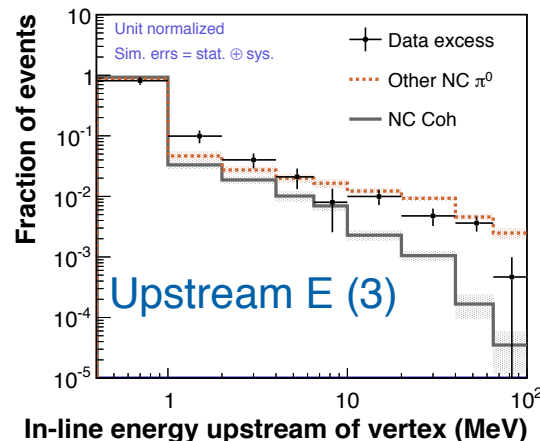 Unit normalized
Sim. errs = stat. ⊕ sys.
Data excess
Other NC π⁰
NC Coh
Fraction of events
1
10⁻¹
10⁻²
10⁻³
10⁻⁴
10⁻⁵
Upstream E (3)
1 10 10²
In-line energy upstream of vertex (MeV)